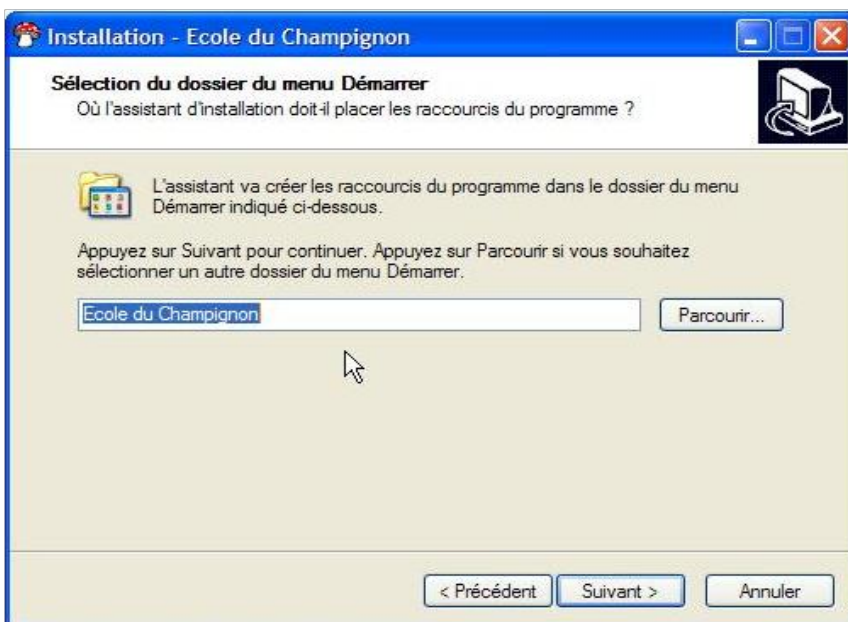 Installation - Ecole du Champignon
Sélection du dossier du menu Démarrer
Où l'assistant d'installation doit-il placer les raccourcis du programme ?
L'assistant va créer les raccourcis du programme dans le dossier du menu
Démarrer indiqué ci-dessous.
Appuyez sur Suivant pour continuer. Appuyez sur Parcourir si vous souhaitez
sélectionner un autre dossier du menu Démarrer.
Ecole du Champignon
Parcourir...
< Précédent
Suivant >
Annuler